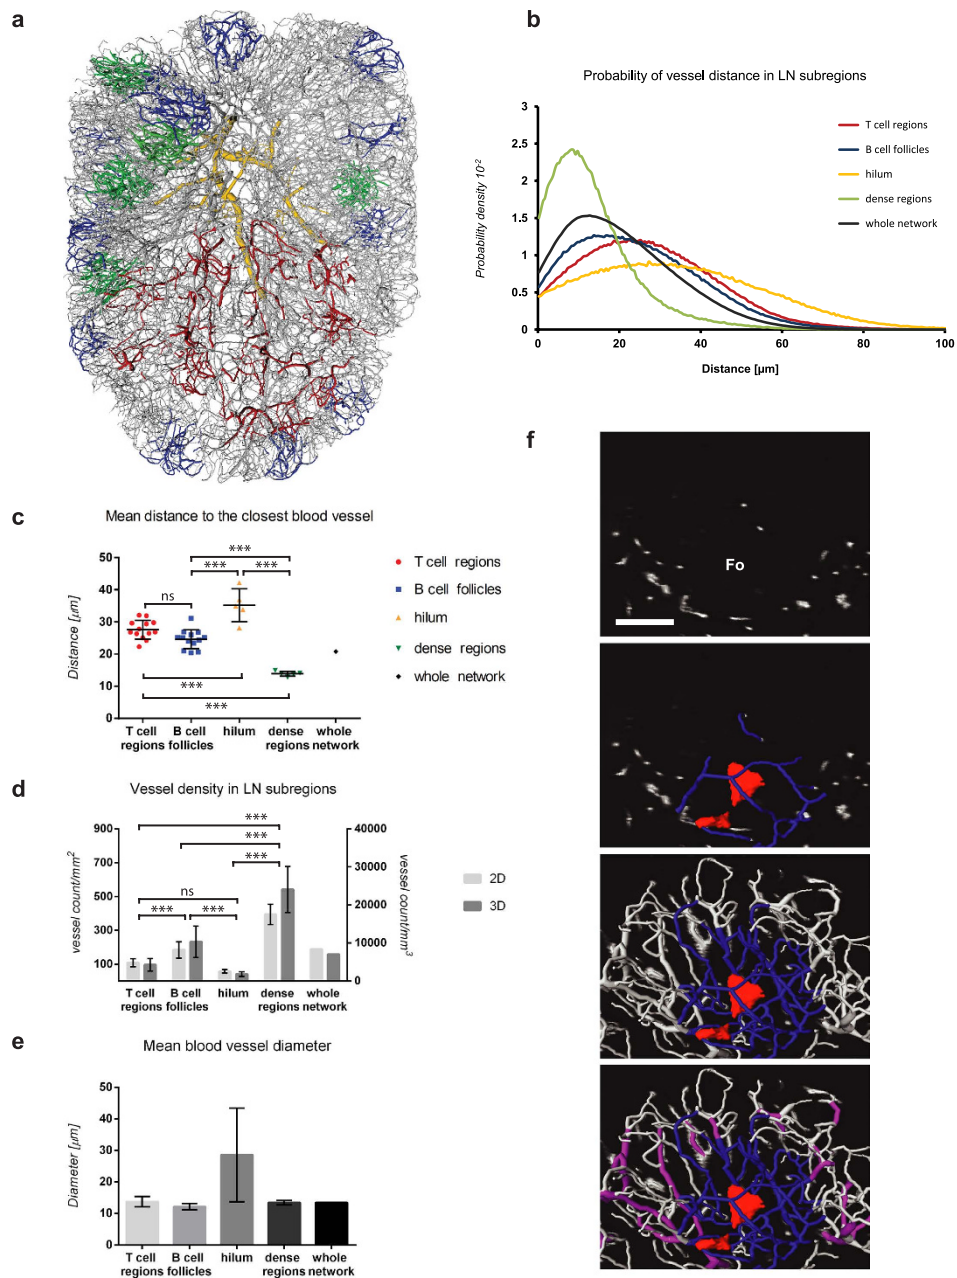 a
b
Probability of vessel distance in LN subregions
Probability density 10-2
3
2.5
2
1.5
1
0.5
0
0 20 40 60 80 100
Distance [µm]
T cell regions
B cell follicles
hilum
dense regions
whole network
c
Mean distance to the closest blood vessel
Distance [µm]
50
40
30
20
10
0
ns
***
***
***
***
***
T cell regions
B cell follicles
hilum
dense regions
whole network
T cell regions
B cell follicles
hilum
dense regions
whole network
d
Vessel density in LN subregions
vessel count/mm2
900
700
500
300
100
***
***
***
ns
***
***
40000
30000
20000
10000
0
vessel count/mm3
2D
3D
T cell regions
B cell follicles
hilum
dense regions
whole network
e
Mean blood vessel diameter
Diameter [µm]
50
40
30
20
10
0
T cell regions
B cell follicles
hilum
dense regions
whole network
f
Fo